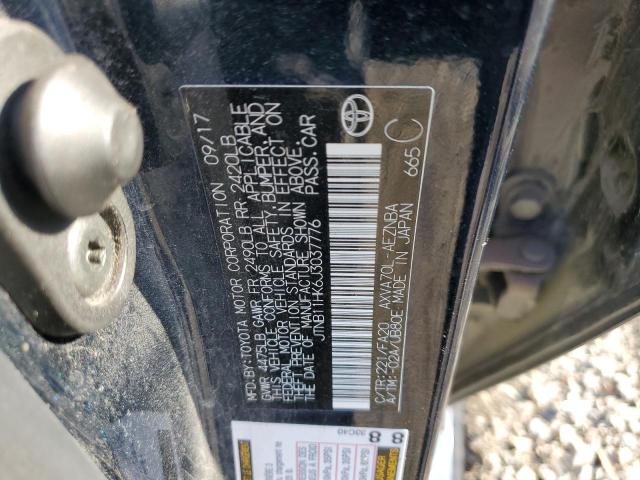 MFD.BY:TOYOTA MOTOR CORPORATION 09/17
GVWR 4475LB GAWR FR 2490LB RR 2420LB
THIS VEHICLE CONFORMS TO ALL APPLICABLE
FEDERAL MOTOR VEHICLE SAFETY, BUMPER, AND
THEFT PREVENTION STANDARDS IN EFFECT ON
THE DATE OF MANUFACTURE SHOWN ABOVE.
JTNB11HK6J3037776 PASS.CAR
C/TR:221/FA20 AXVA70L-AEZNBA
A/TM:-02A/UB80E MADE IN JAPAN 665 C